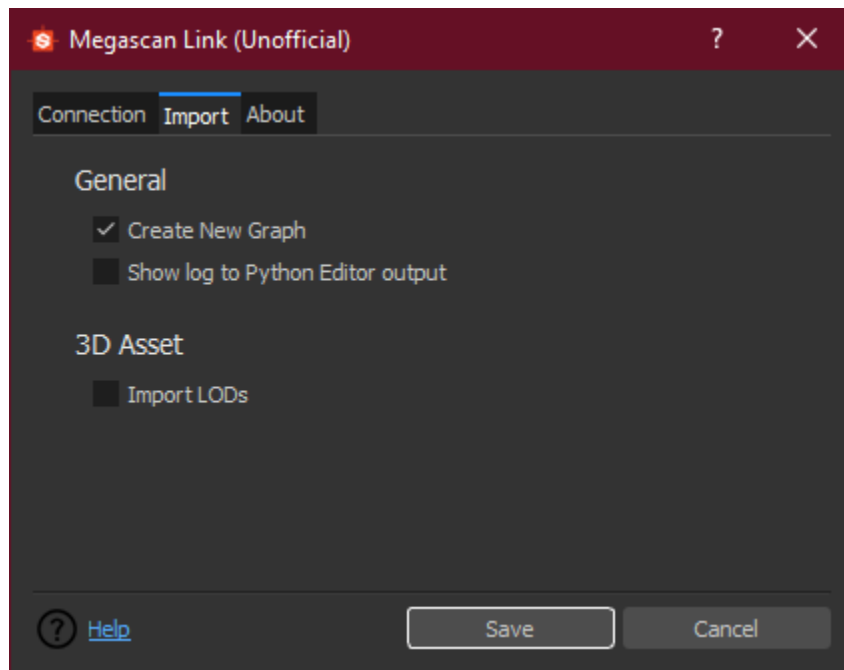 Megascan Link (Unofficial) ?
Connection Import About
General
Create New Graph
Show log to Python Editor output
3D Asset
Import LODs
? Help Save Cancel